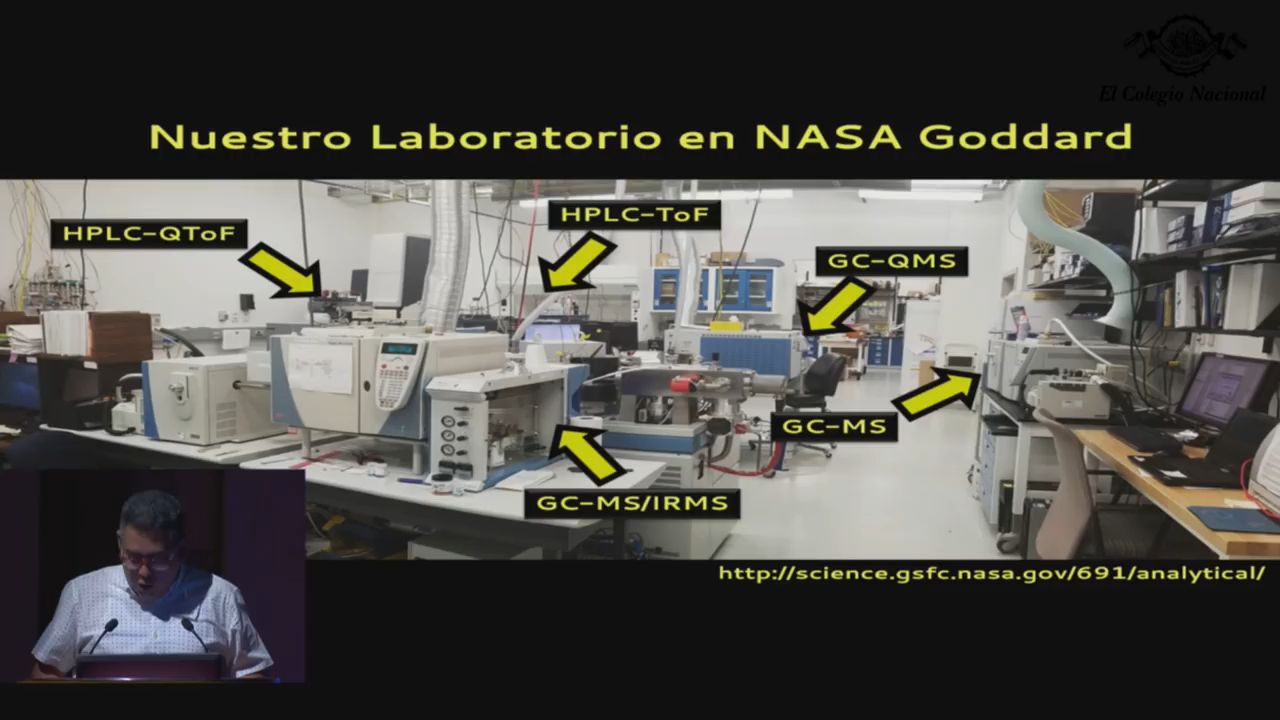 El Colegio Nacional
Nuestro Laboratorio en NASA Goddard
HPLC-QToF
HPLC-ToF
GC-QMS
GC-MS
GC-MS/IRMS
http://science.gsfc.nasa.gov/691/analytical/